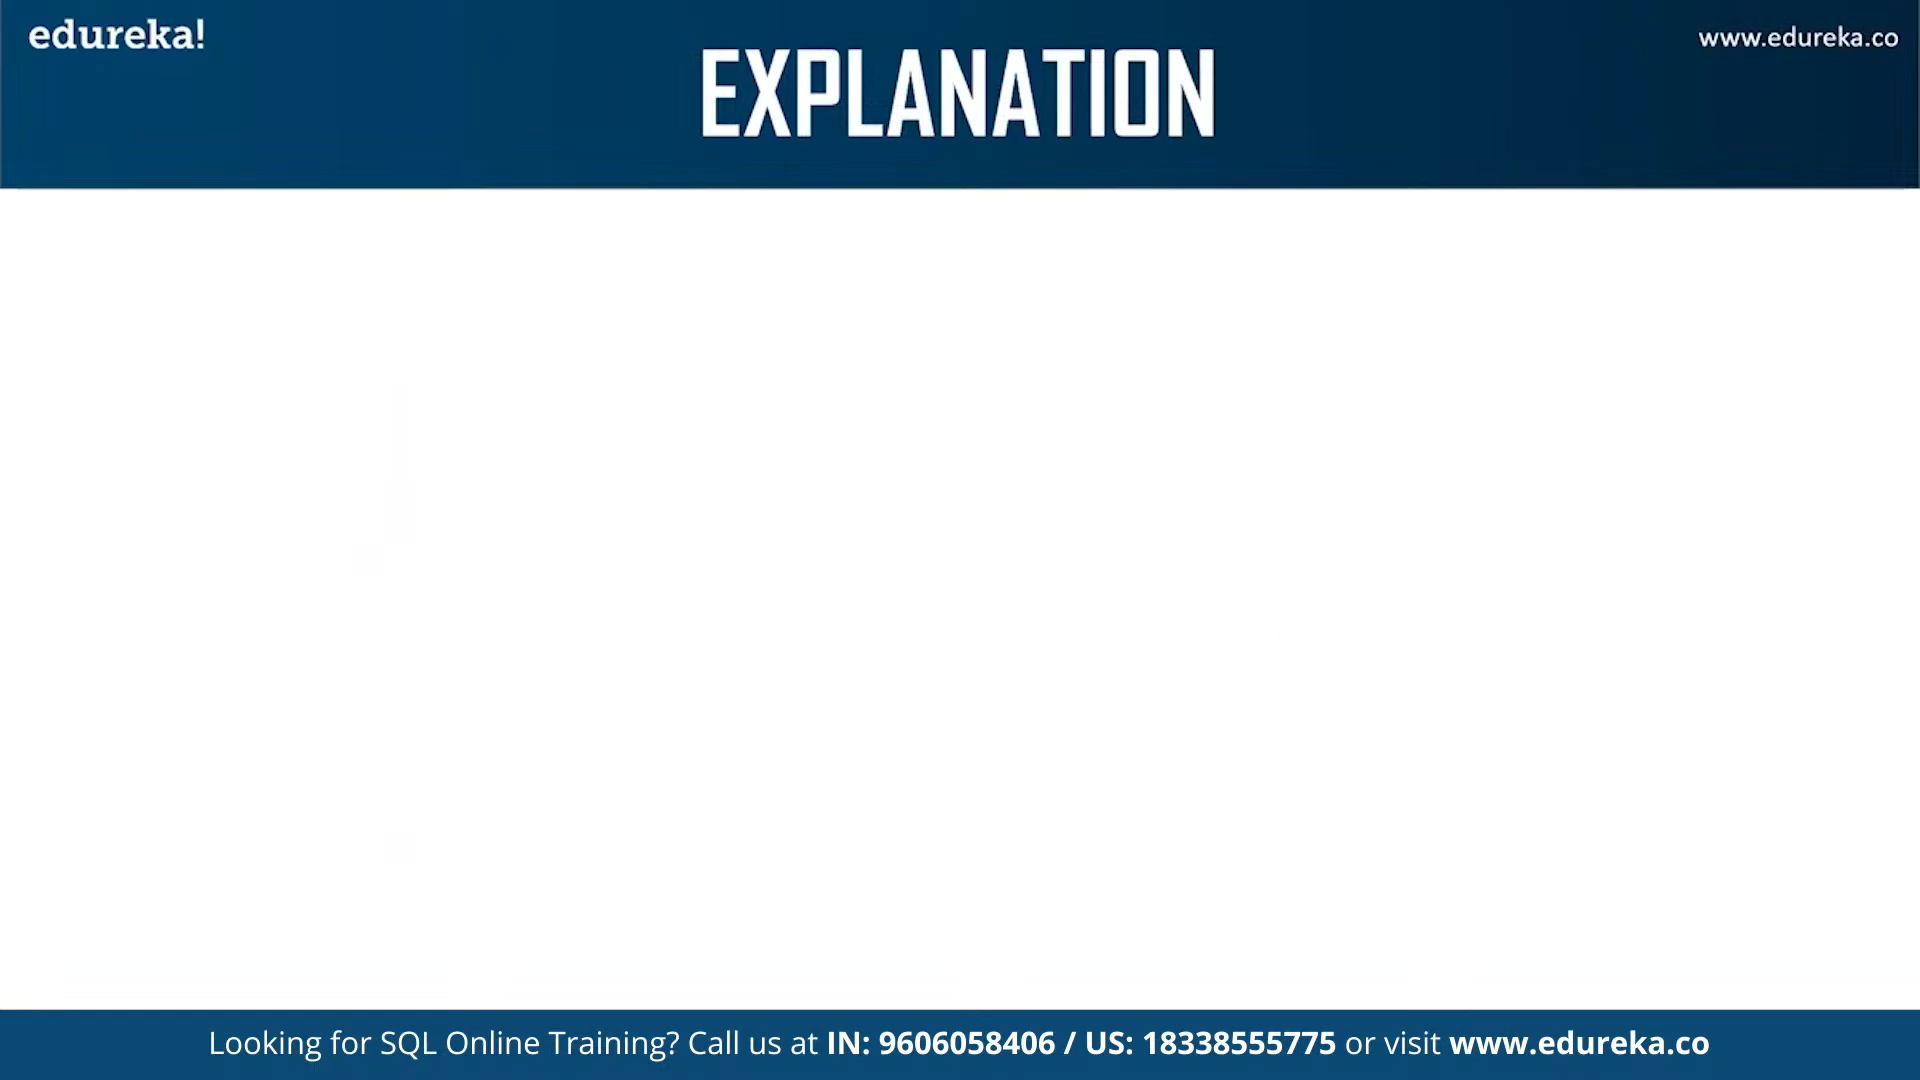 edureka!
www.edureka.co
EXPLANATION
Looking for SQL Online Training? Call us at IN: 9606058406 / US: 18338555775 or visit www.edureka.co